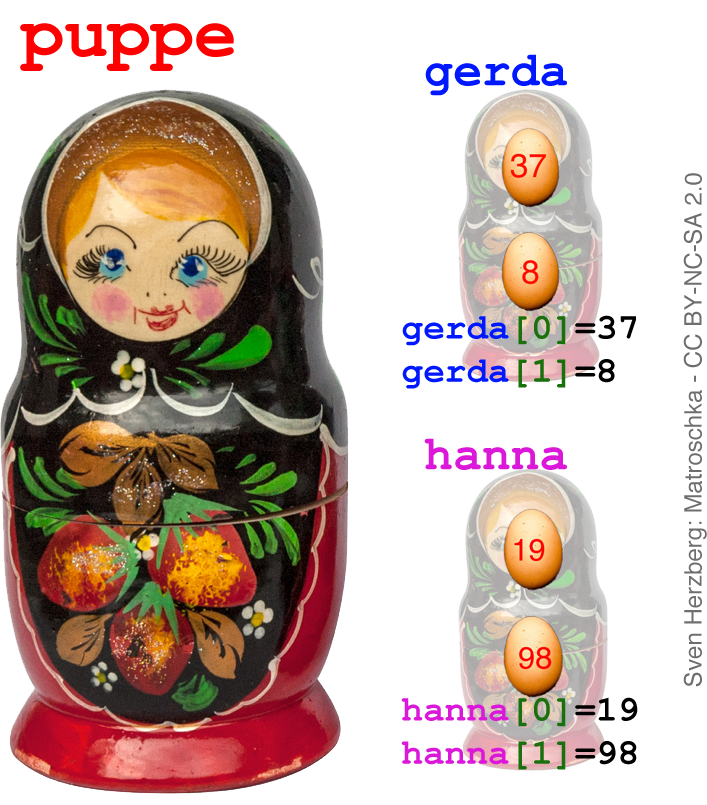 puppe
gerda
37
8
gerda[0]=37
gerda[1]=8
hanna
19
98
hanna[0]=19
hanna[1]=98
Sven Herzberg: Matroschka - CC BY-NC-SA 2.0